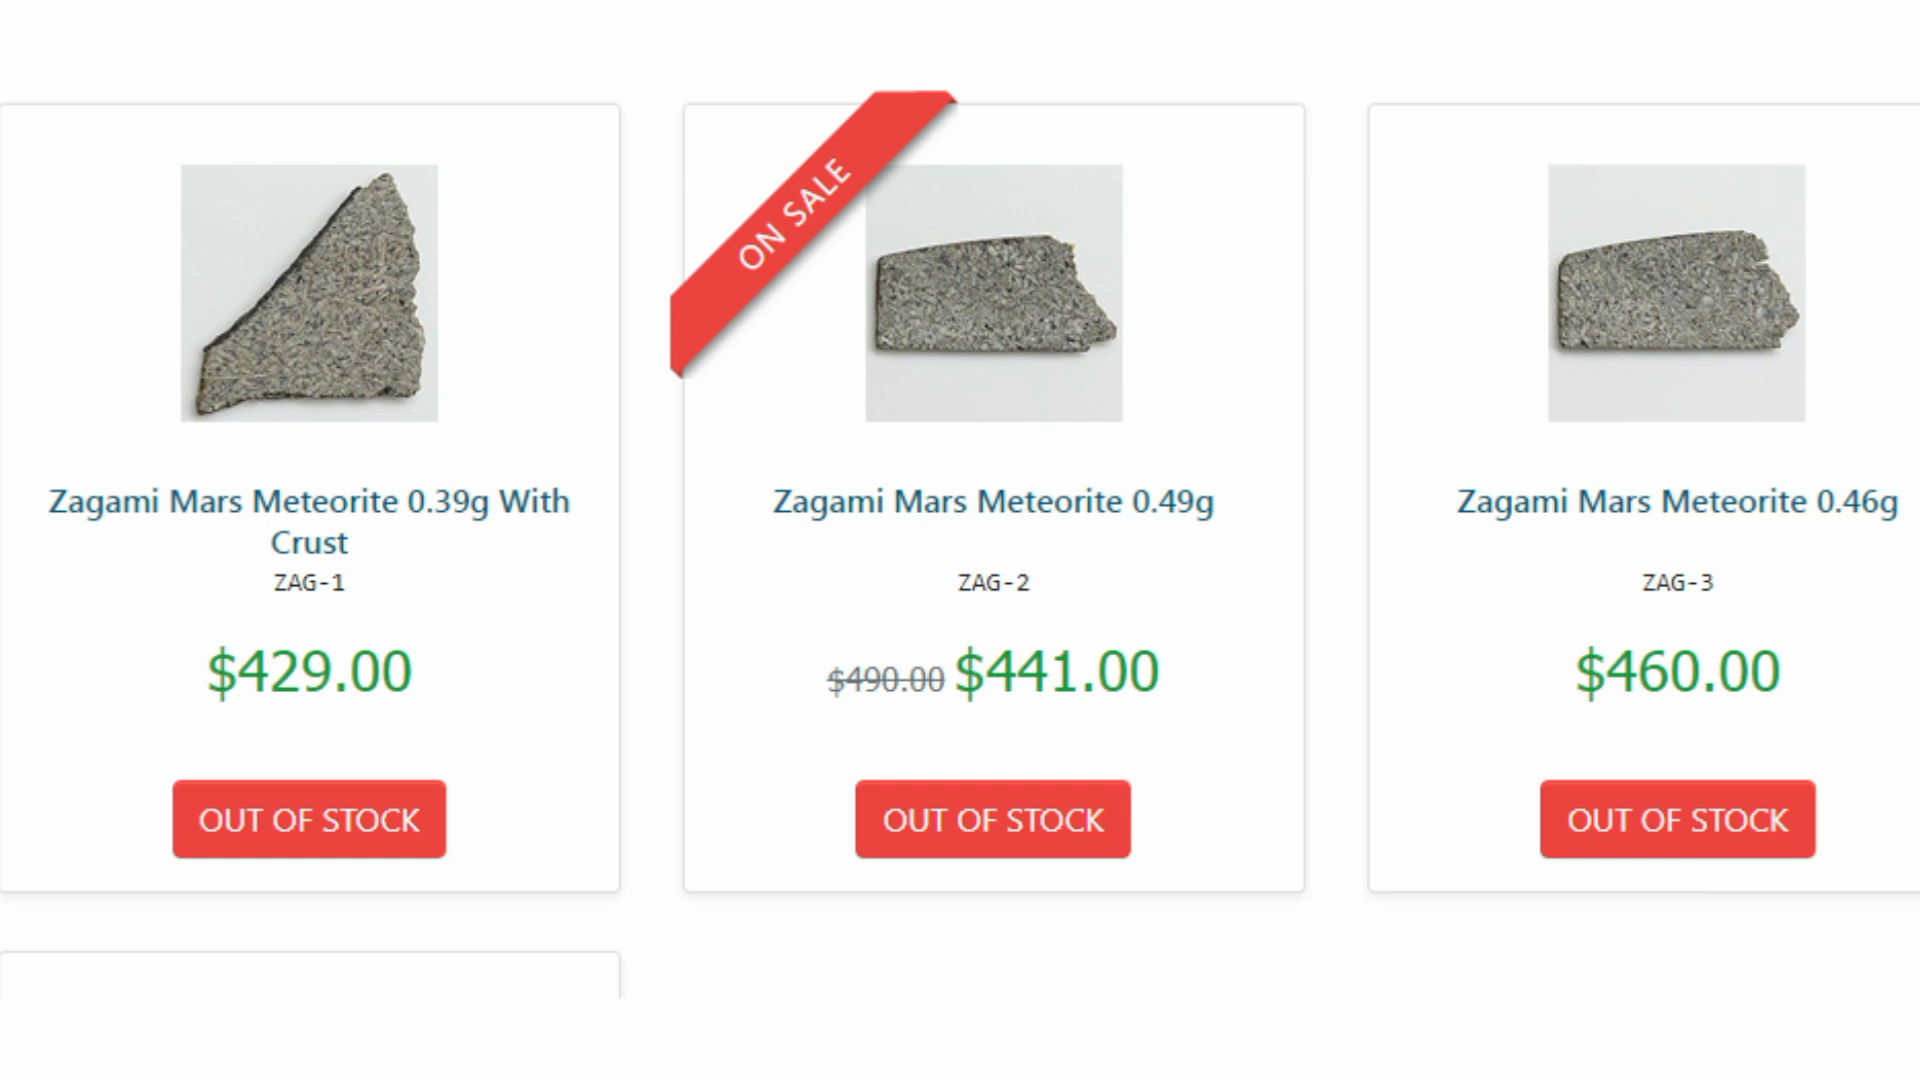 ON SALE
Zagami Mars Meteorite 0.39g With
Crust
ZAG-1
$429.00
OUT OF STOCK
Zagami Mars Meteorite 0.49g
ZAG-2
$490.00 $441.00
OUT OF STOCK
Zagami Mars Meteorite 0.46g
ZAG-3
$460.00
OUT OF STOCK